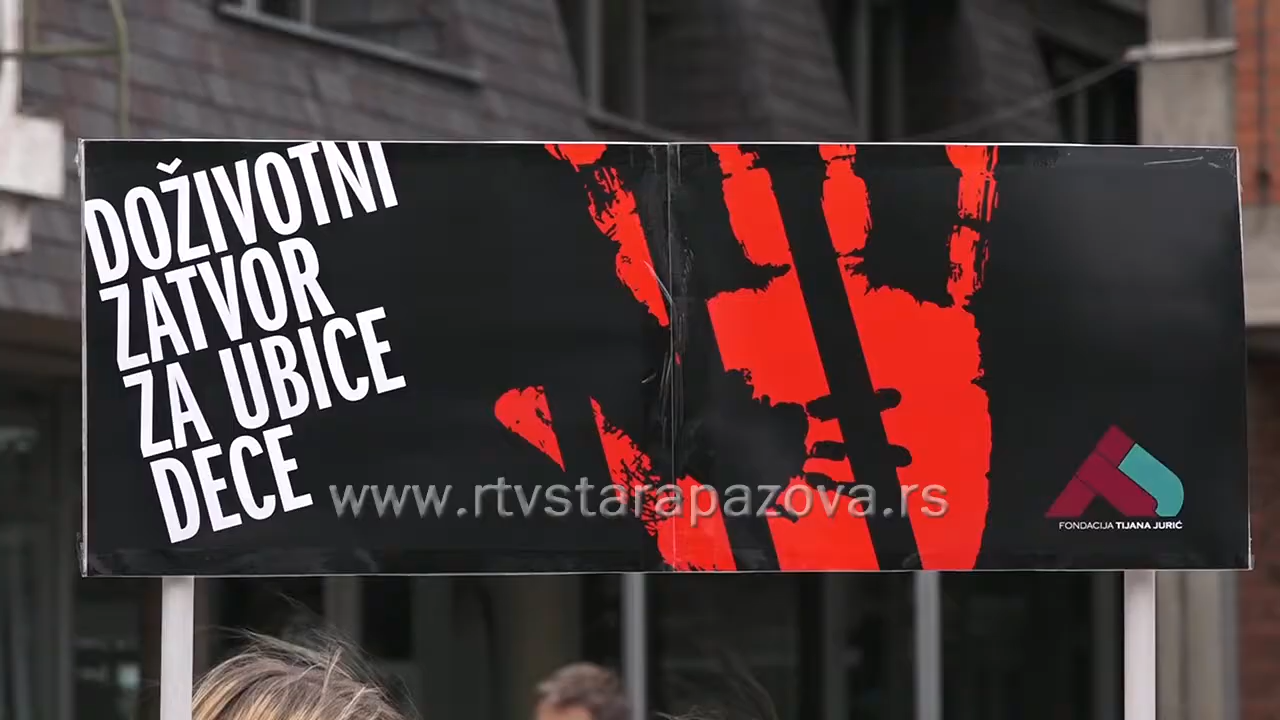 DOŽIVOTNI
ZATVOR
ZA UBICE
DECE
www.rtvstarapazova.rs
FONDACIJA TIJANA JURIĆ